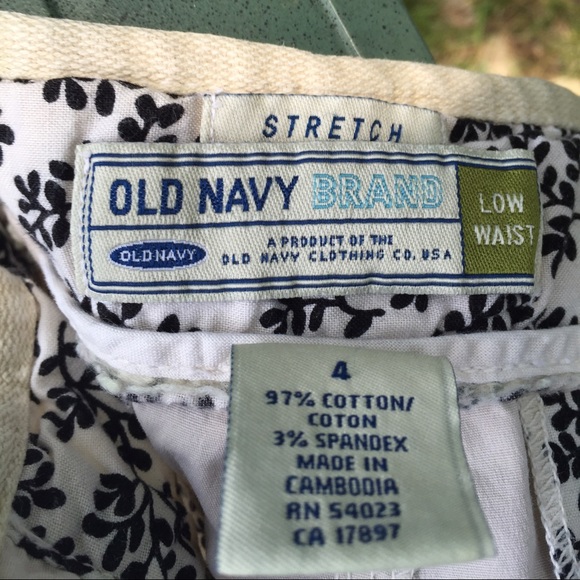 STRETCH
OLD NAVY BRAND
LOW
WAIST
OLD NAVY
A PRODUCT OF THE
OLD NAVY CLOTHING CO. USA
4
97% COTTON/
COTON
3% SPANDEX
MADE IN
CAMBODIA
RN 54023
CA 17897